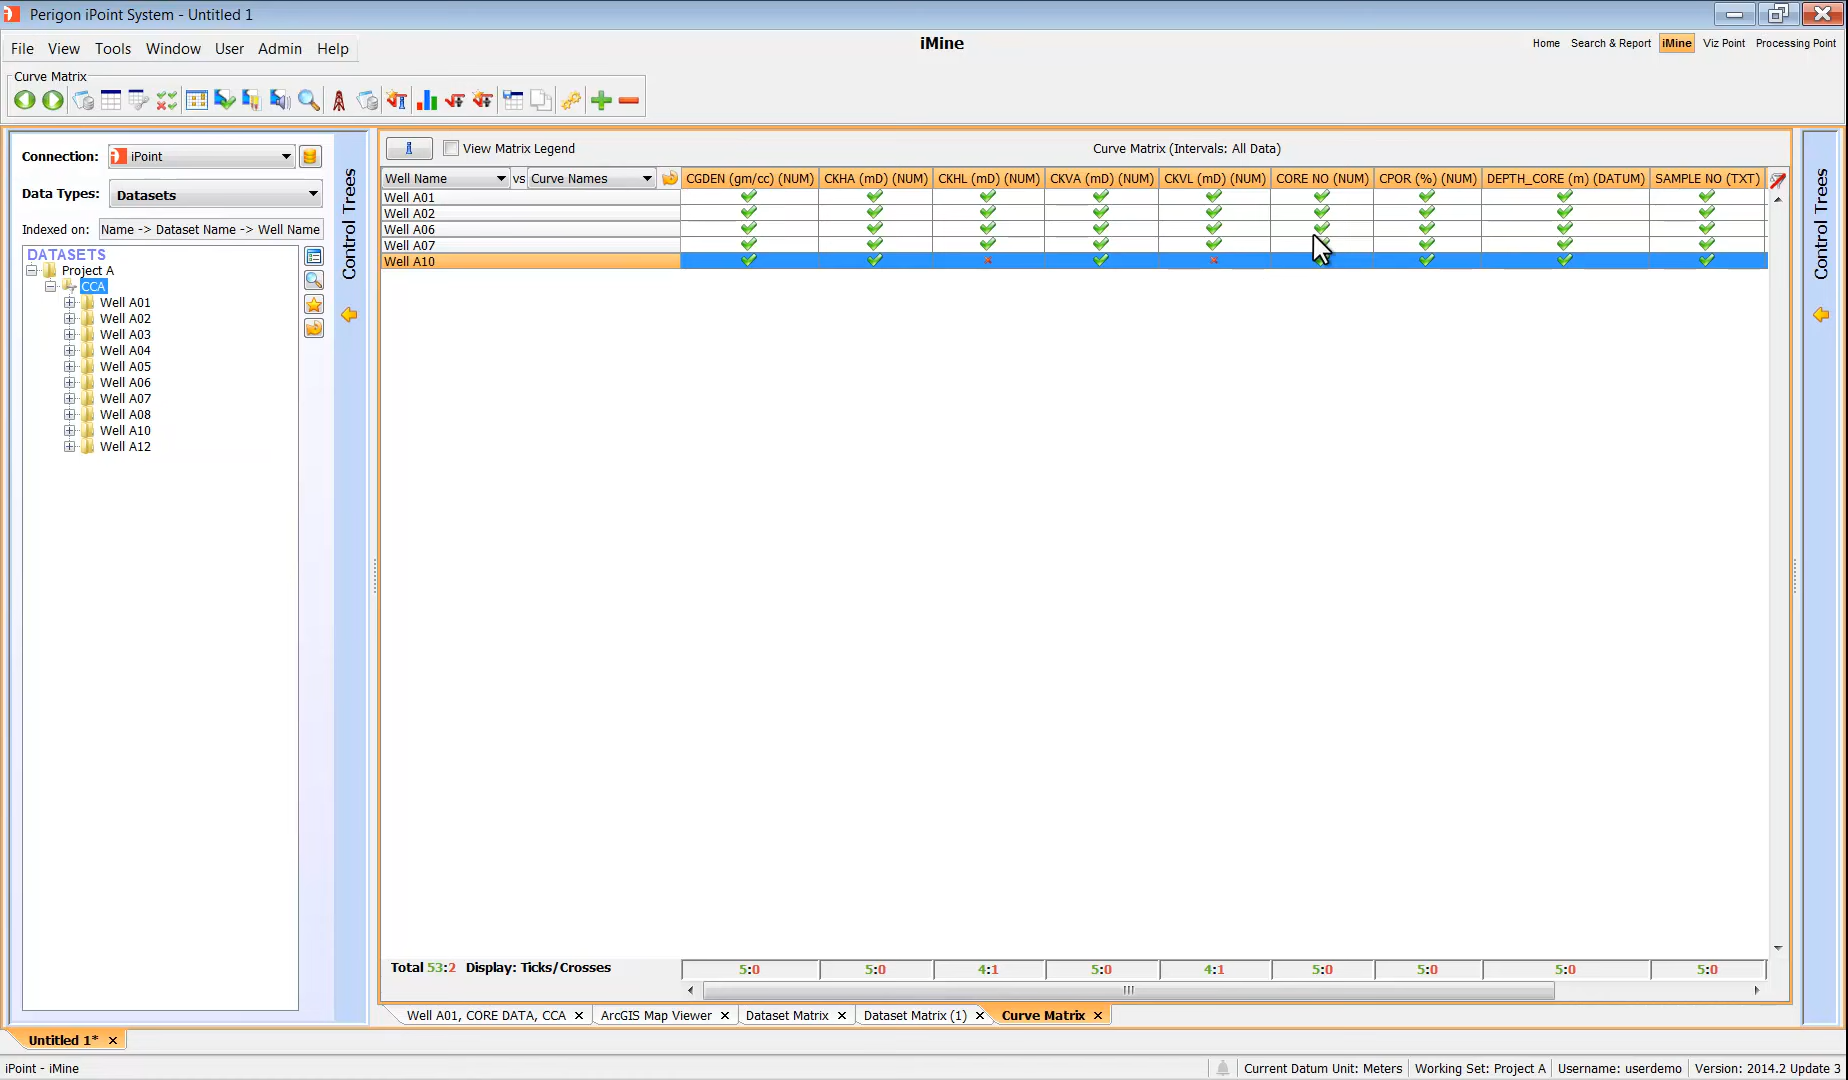 Perigon iPoint System - Untitled 1
File View Tools Window User Admin Help
iMine
Home Search & Report iMine Viz Point Processing Point
Curve Matrix
Connection: iPoint
Data Types: Datasets
Indexed on: Name -> Dataset Name -> Well Name
DATASETS
Project A
CCA
Well A01
Well A02
Well A03
Well A04
Well A05
Well A06
Well A07
Well A08
Well A10
Well A12
Control Trees
View Matrix Legend
Curve Matrix (Intervals: All Data)
Well Name vs Curve Names CGDEN (gm/cc) (NUM) CKHA (mD) (NUM) CKHL (mD) (NUM) CKVA (mD) (NUM) CKVL (mD) (NUM) CORE NO (NUM) CPOR (%) (NUM) DEPTH_CORE (m) (DATUM) SAMPLE NO (TXT)
Well A01
Well A02
Well A06
Well A07
Well A10
Total 53:2 Display: Ticks/Crosses 5:0 5:0 4:1 5:0 4:1 5:0 5:0 5:0 5:0
Control Trees
Well A01, CORE DATA, CCA ArcGIS Map Viewer Dataset Matrix Dataset Matrix (1) Curve Matrix
Untitled 1*
iPoint - iMine
Current Datum Unit: Meters Working Set: Project A Username: userdemo Version: 2014.2 Update 3